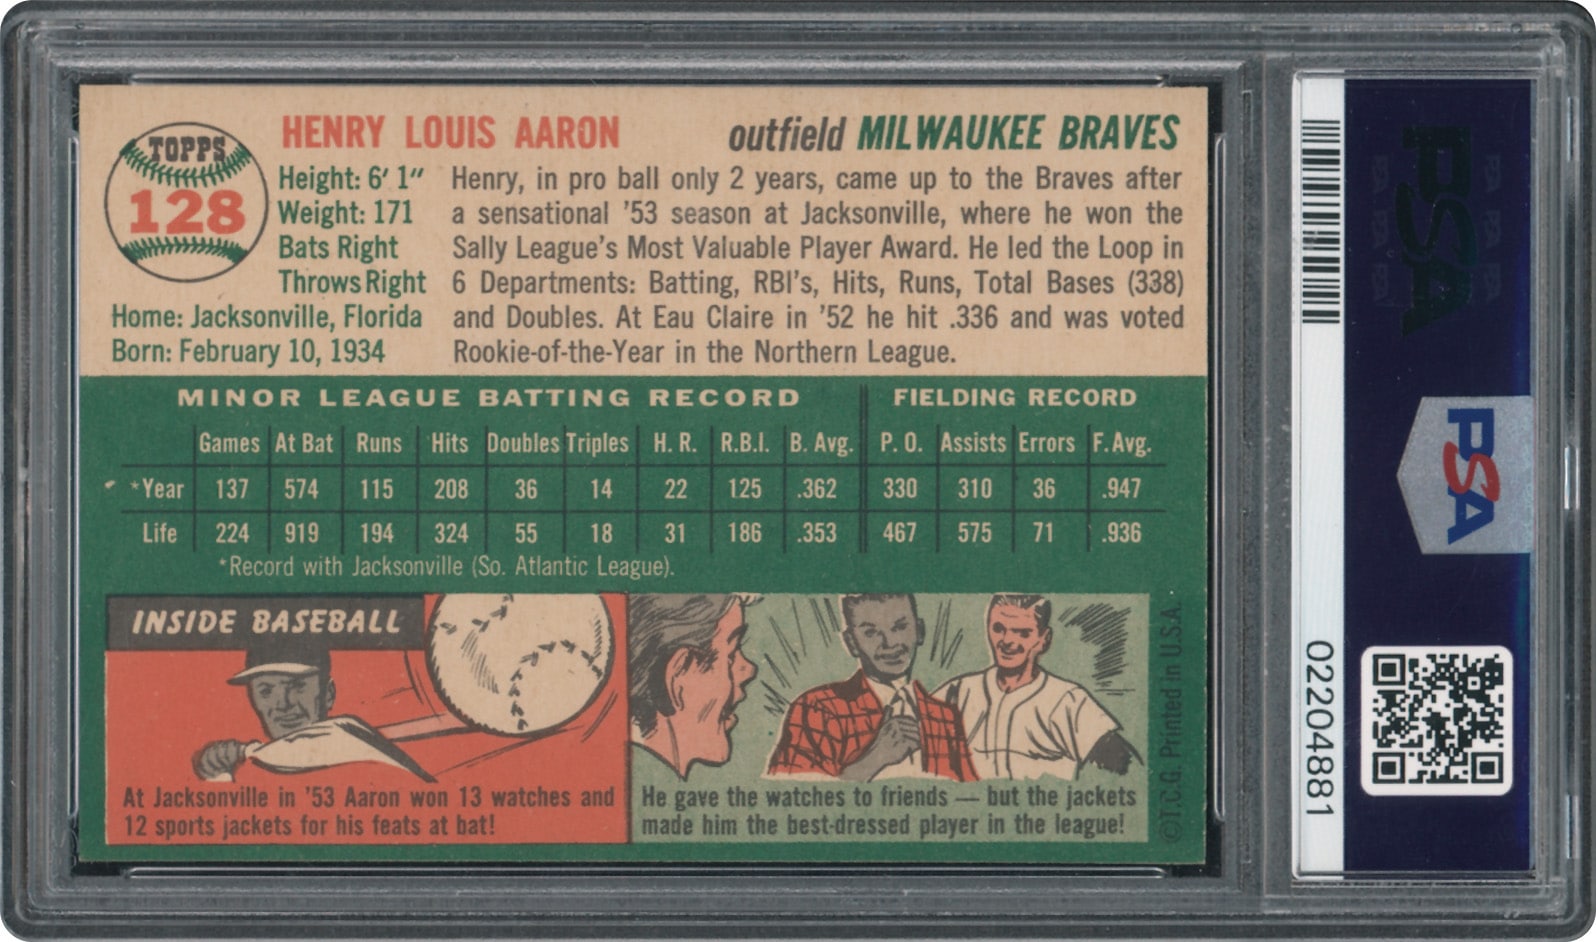 TOPPS
128
HENRY LOUIS AARON
outfield MILWAUKEE BRAVES
Height: 6' 1"
Weight: 171
Bats Right
Throws Right
Home: Jacksonville, Florida
Born: February 10, 1934
Henry, in pro ball only 2 years, came up to the Braves after
a sensational '53 season at Jacksonville, where he won the
Sally League's Most Valuable Player Award. He led the Loop in
6 Departments: Batting, RBI's, Hits, Runs, Total Bases (338)
and Doubles. At Eau Claire in '52 he hit .336 and was voted
Rookie-of-the-Year in the Northern League.
MINOR LEAGUE BATTING RECORD FIELDING RECORD
Games At Bat Runs Hits Doubles Triples H. R. R.B.I. B. Avg. P. O. Assists Errors F. Avg.
*Year 137 574 115 208 36 14 22 125 .362 330 310 36 .947
Life 224 919 194 324 55 18 31 186 .353 467 575 71 .936
*Record with Jacksonville (So. Atlantic League).
INSIDE BASEBALL
At Jacksonville in '53 Aaron won 13 watches and
12 sports jackets for his feats at bat!
He gave the watches to friends — but the jackets
made him the best-dressed player in the league!
©T.C.G. Printed in U.S.A.
02204881
PSA
PSA